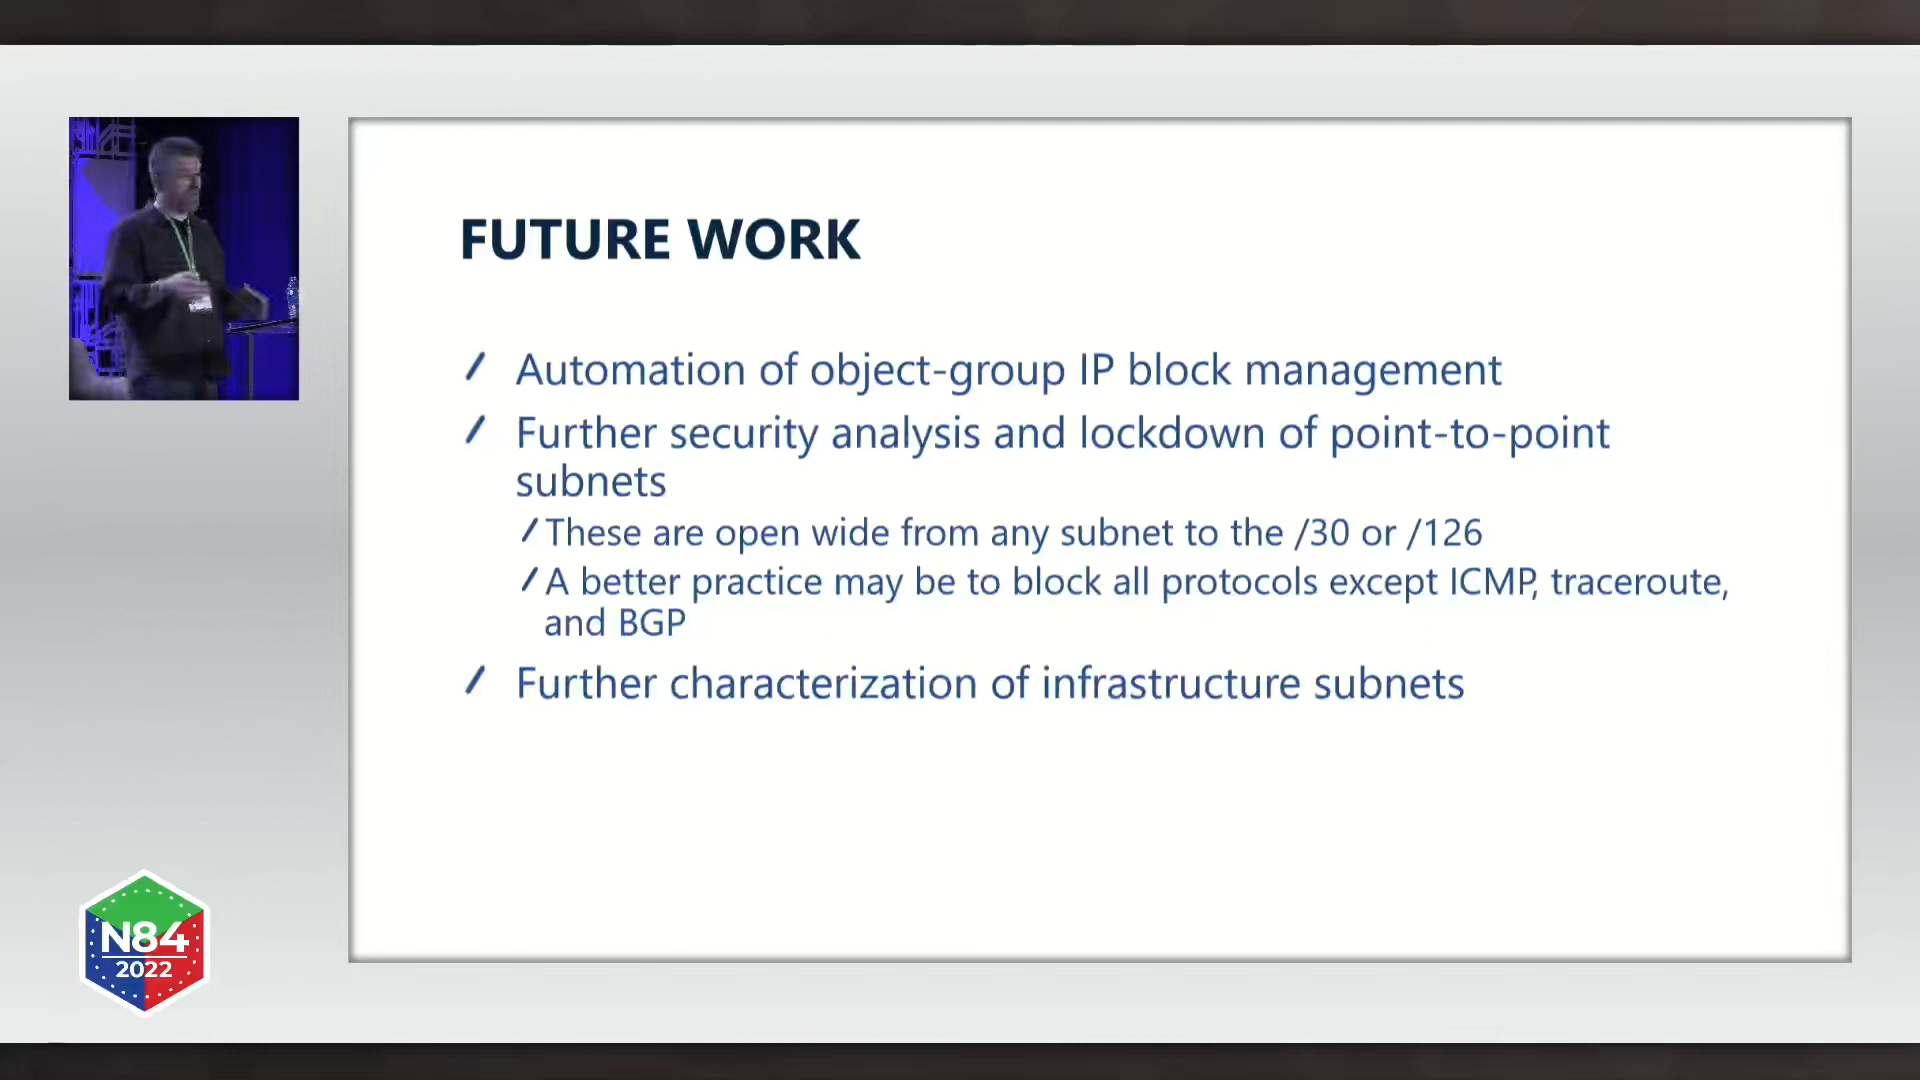 FUTURE WORK
Automation of object-group IP block management
Further security analysis and lockdown of point-to-point
subnets
These are open wide from any subnet to the /30 or /126
A better practice may be to block all protocols except ICMP, traceroute,
and BGP
Further characterization of infrastructure subnets
N84
2022